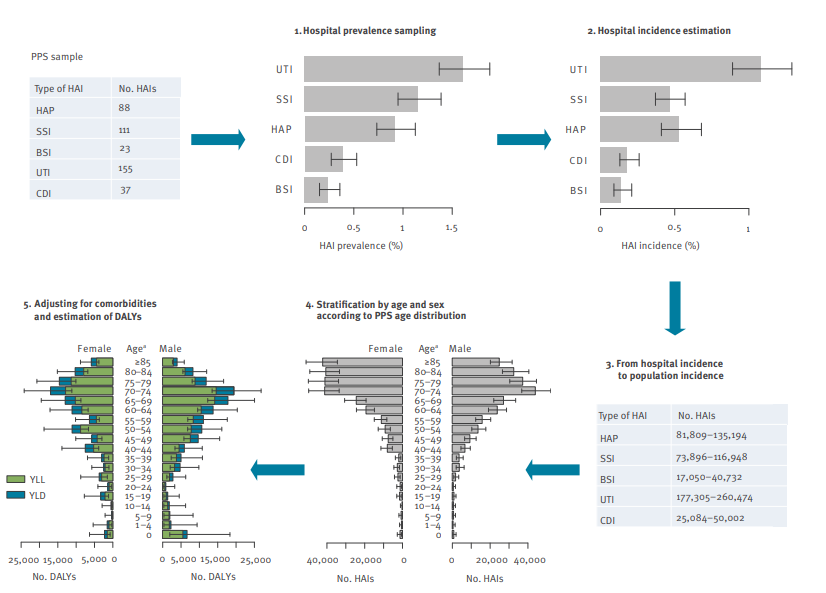 1. Hospital prevalence sampling
2. Hospital incidence estimation
PPS sample
Type of HAI No. HAIs
HAP 88
SSI 111
BSI 23
UTI 155
CDI 37
UTI
SSI
HAP
CDI
BSI
0 0.5 1 1.5
HAI prevalence (%)
UTI
SSI
HAP
CDI
BSI
0 0.5 1
HAI incidence (%)
5. Adjusting for comorbidities
and estimation of DALYs
Female Ageª Male
≥85
80–84
75–79
70–74
65–69
60–64
55–59
50–54
45–49
40–44
35–39
30–34
25–29
20–24
15–19
10–14
5–9
1–4
0
YLL
YLD
25,000 15,000 5,000 0
0 5,000 15,000 25,000
No. DALYs
No. DALYs
4. Stratification by age and sex
according to PPS age distribution
Female Ageª Male
≥85
80–84
75–79
70–74
65–69
60–64
55–59
50–54
45–49
40–44
35–39
30–34
25–29
20–24
15–19
10–14
5–9
1–4
0
40,000 20,000 0
0 20,000 40,000
No. HAIs
No. HAIs
3. From hospital incidence
to population incidence
Type of HAI No. HAIs
HAP 81,809–135,194
SSI 73,896–116,948
BSI 17,050–40,732
UTI 177,305–260,474
CDI 25,084–50,002